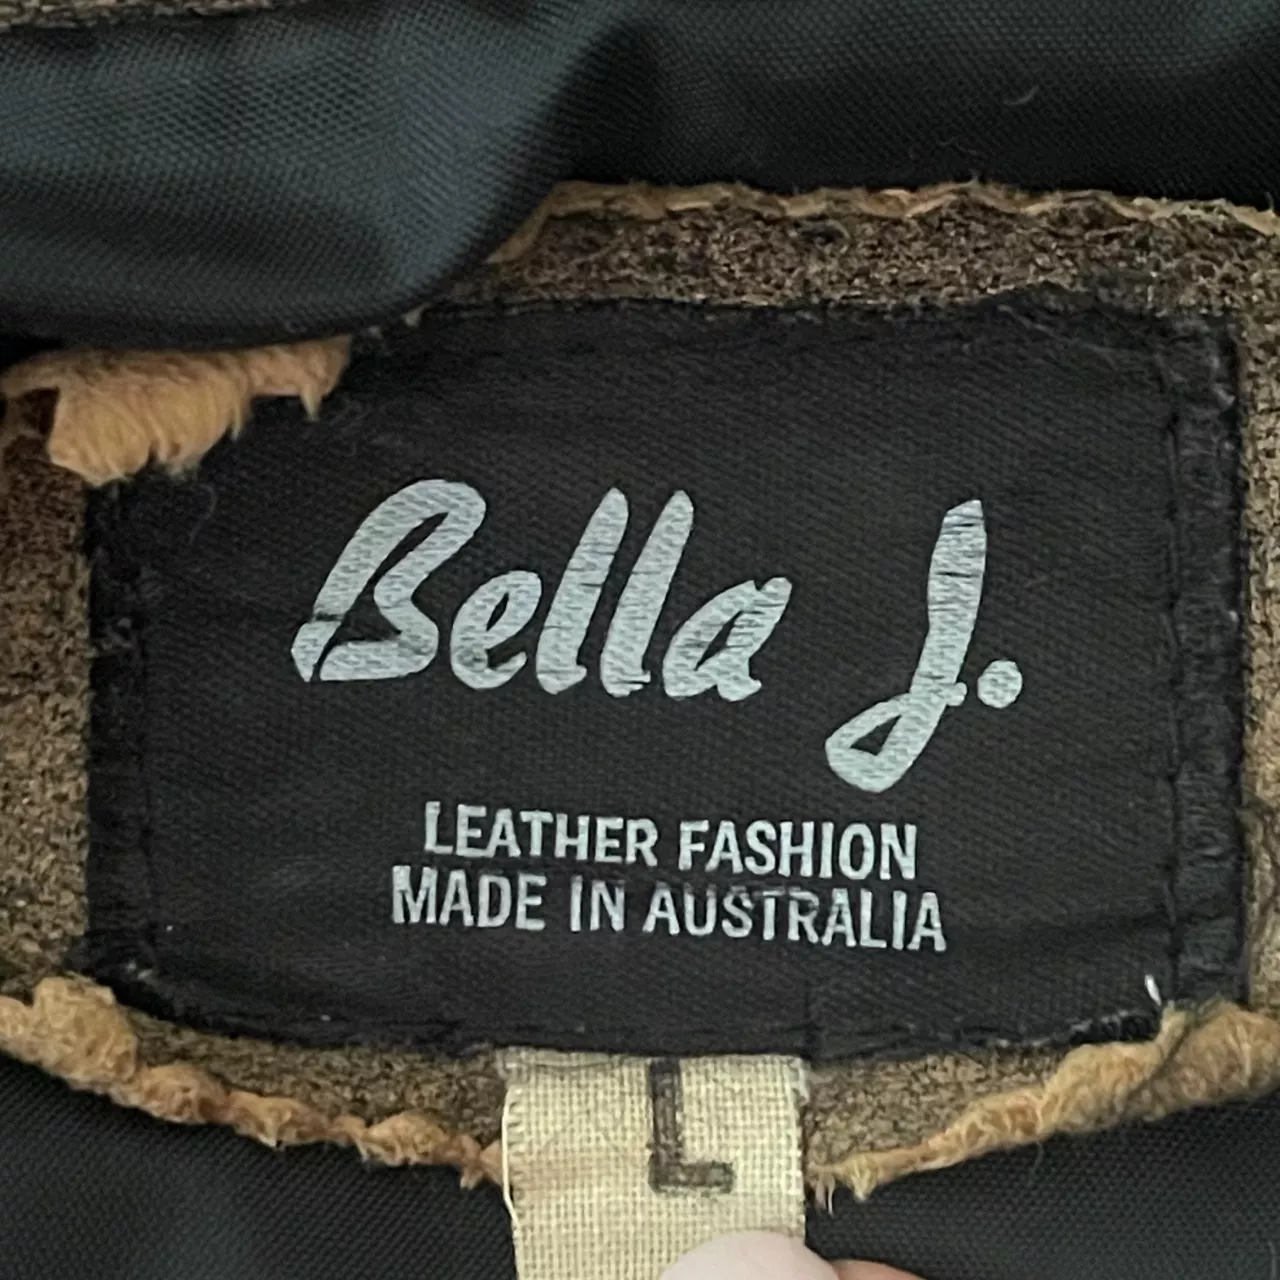 Bella J.
LEATHER FASHION
MADE IN AUSTRALIA
L